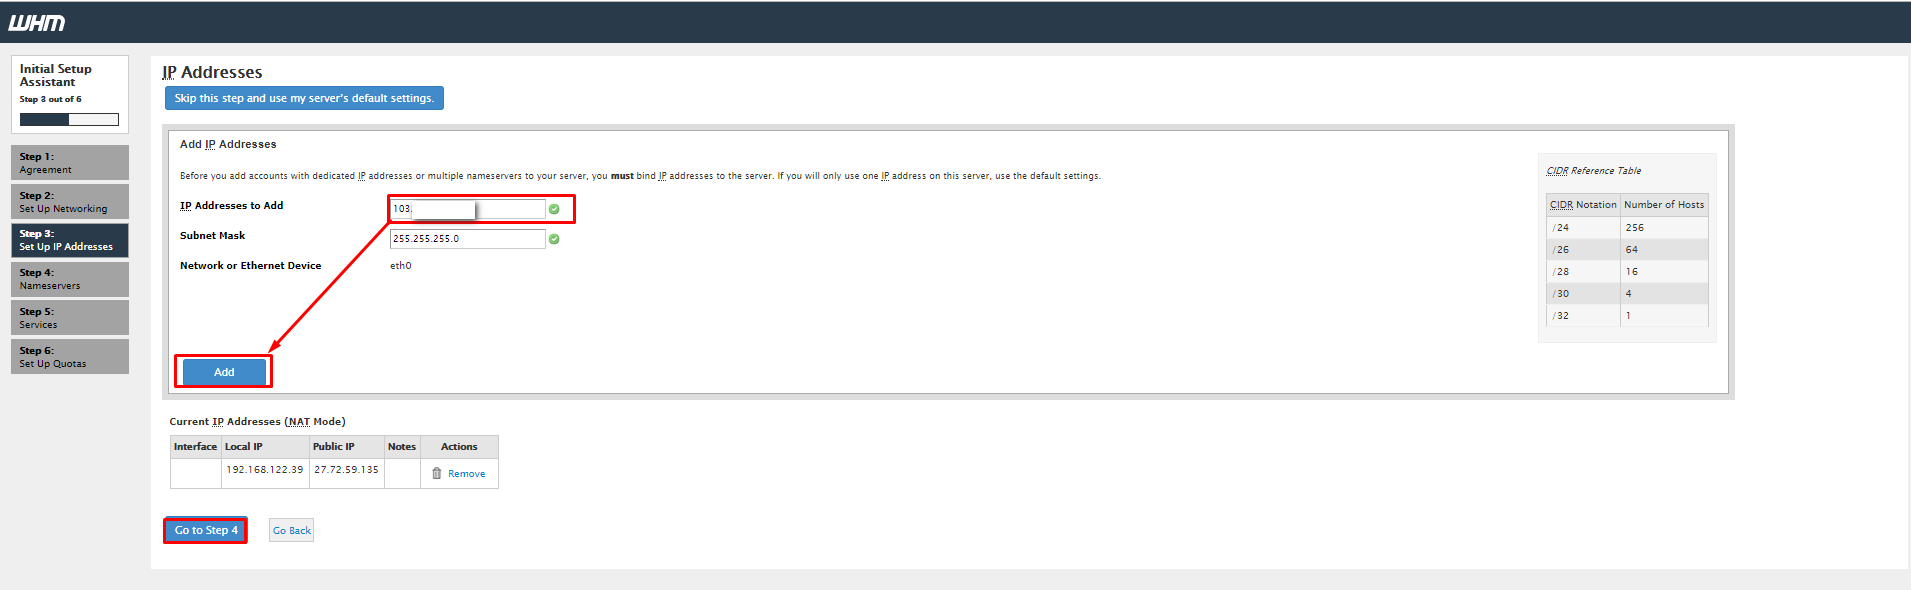 WHM
Initial Setup
Assistant
Step 3 out of 6
Step 1:
Agreement
Step 2:
Set Up Networking
Step 3:
Set Up IP Addresses
Step 4:
Nameservers
Step 5:
Services
Step 6:
Set Up Quotas
IP Addresses
Skip this step and use my server's default settings.
Add IP Addresses
Before you add accounts with dedicated IP addresses or multiple nameservers to your server, you must bind IP addresses to the server. If you will only use one IP address on this server, use the default settings.
IP Addresses to Add 103.
Subnet Mask 255.255.255.0
Network or Ethernet Device eth0
Add
CIDR Reference Table
CIDR Notation Number of Hosts
/24 256
/26 64
/28 16
/30 4
/32 1
Current IP Addresses (NAT Mode)
Interface Local IP Public IP Notes Actions
192.168.122.39 27.72.59.135 Remove
Go to Step 4 Go Back